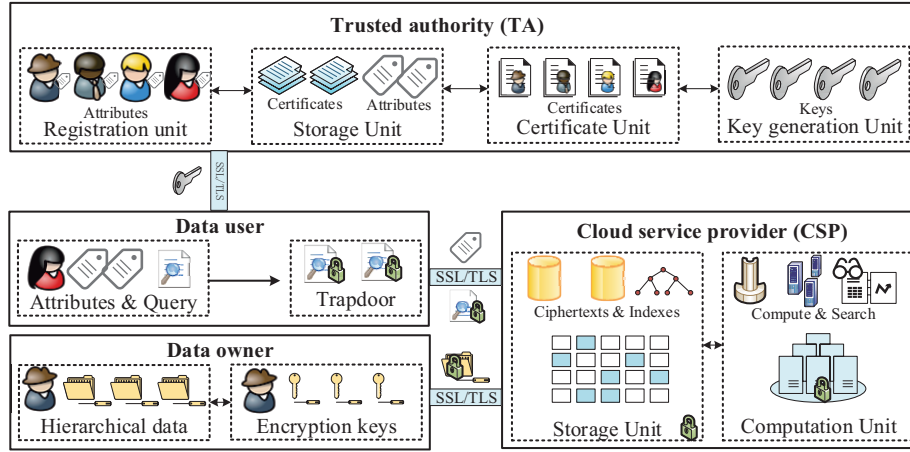 Trusted authority (TA)
Attributes
Registration unit
Certificates
Attributes
Storage Unit
Certificates
Certificate Unit
Keys
Key generation Unit
SSL/TLS
Data user
Attributes & Query
Trapdoor
SSL/TLS
Cloud service provider (CSP)
Ciphertexts & Indexes
Storage Unit
Compute & Search
Computation Unit
Data owner
Hierarchical data
Encryption keys
SSL/TLS